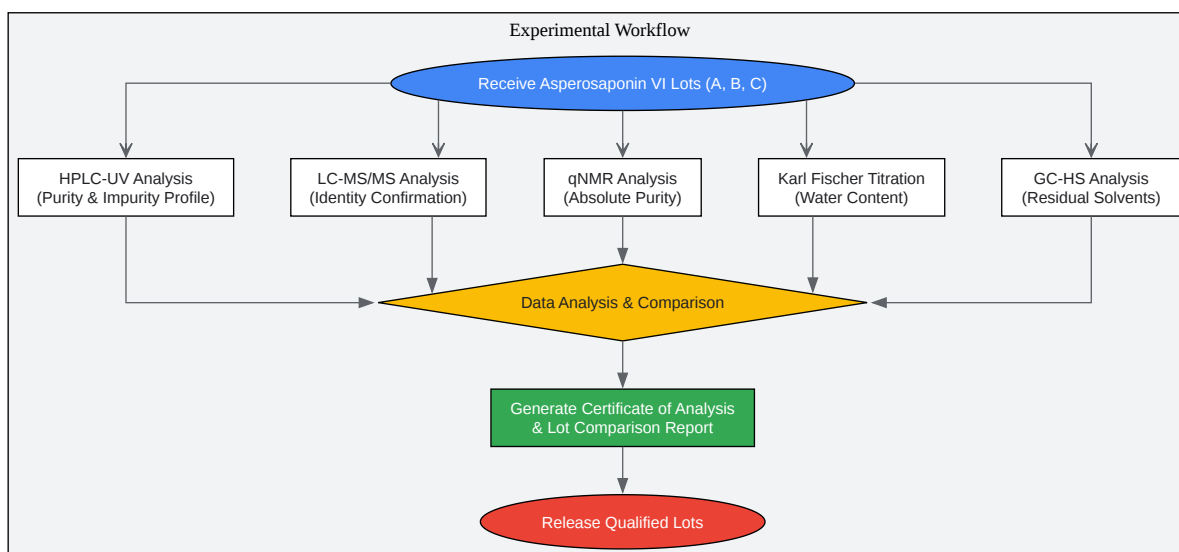 Experimental Workflow
Receive Asperosaponin VI Lots (A, B, C)
HPLC-UV Analysis
(Purity & Impurity Profile)
LC-MS/MS Analysis
(Identity Confirmation)
qNMR Analysis
(Absolute Purity)
Karl Fischer Titration
(Water Content)
GC-HS Analysis
(Residual Solvents)
Data Analysis & Comparison
Generate Certificate of Analysis
& Lot Comparison Report
Release Qualified Lots